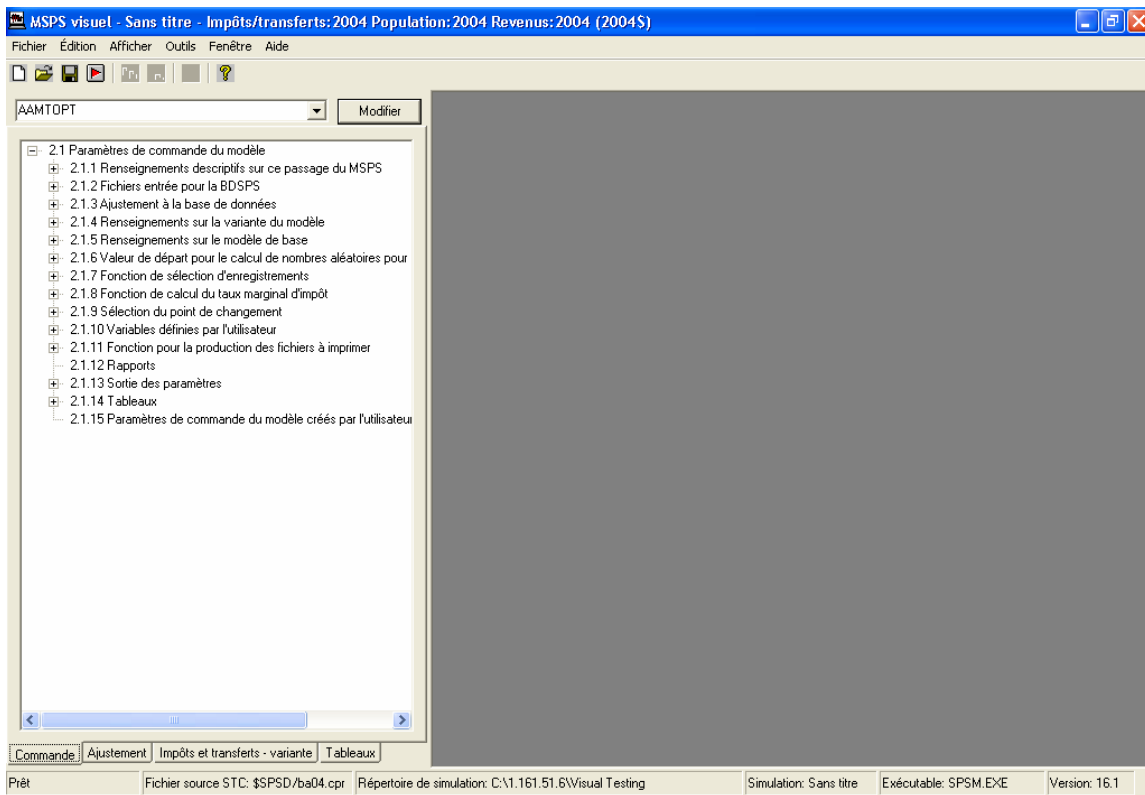 MSPS visuel - Sans titre - Impôts/transferts:2004 Population:2004 Revenus:2004 (2004$)
Fichier Édition Afficher Outils Fenêtre Aide
AAMTOPT Modifier
2.1 Paramètres de commande du modèle
2.1.1 Renseignements descriptifs sur ce passage du MSPS
2.1.2 Fichiers entrée pour la BDSPS
2.1.3 Ajustement à la base de données
2.1.4 Renseignements sur la variante du modèle
2.1.5 Renseignements sur le modèle de base
2.1.6 Valeur de départ pour le calcul de nombres aléatoires pour
2.1.7 Fonction de sélection d'enregistrements
2.1.8 Fonction de calcul du taux marginal d'impôt
2.1.9 Sélection du point de changement
2.1.10 Variables définies par l'utilisateur
2.1.11 Fonction pour la production des fichiers à imprimer
2.1.12 Rapports
2.1.13 Sortie des paramètres
2.1.14 Tableaux
2.1.15 Paramètres de commande du modèle créés par l'utilisateu
Commande Ajustement Impôts et transferts - variante Tableaux
Prêt Fichier source STC: $SPSD/ba04.cpr Répertoire de simulation: C:\1.161.51.6\Visual Testing Simulation: Sans titre Exécutable: SPSM.EXE Version: 16.1